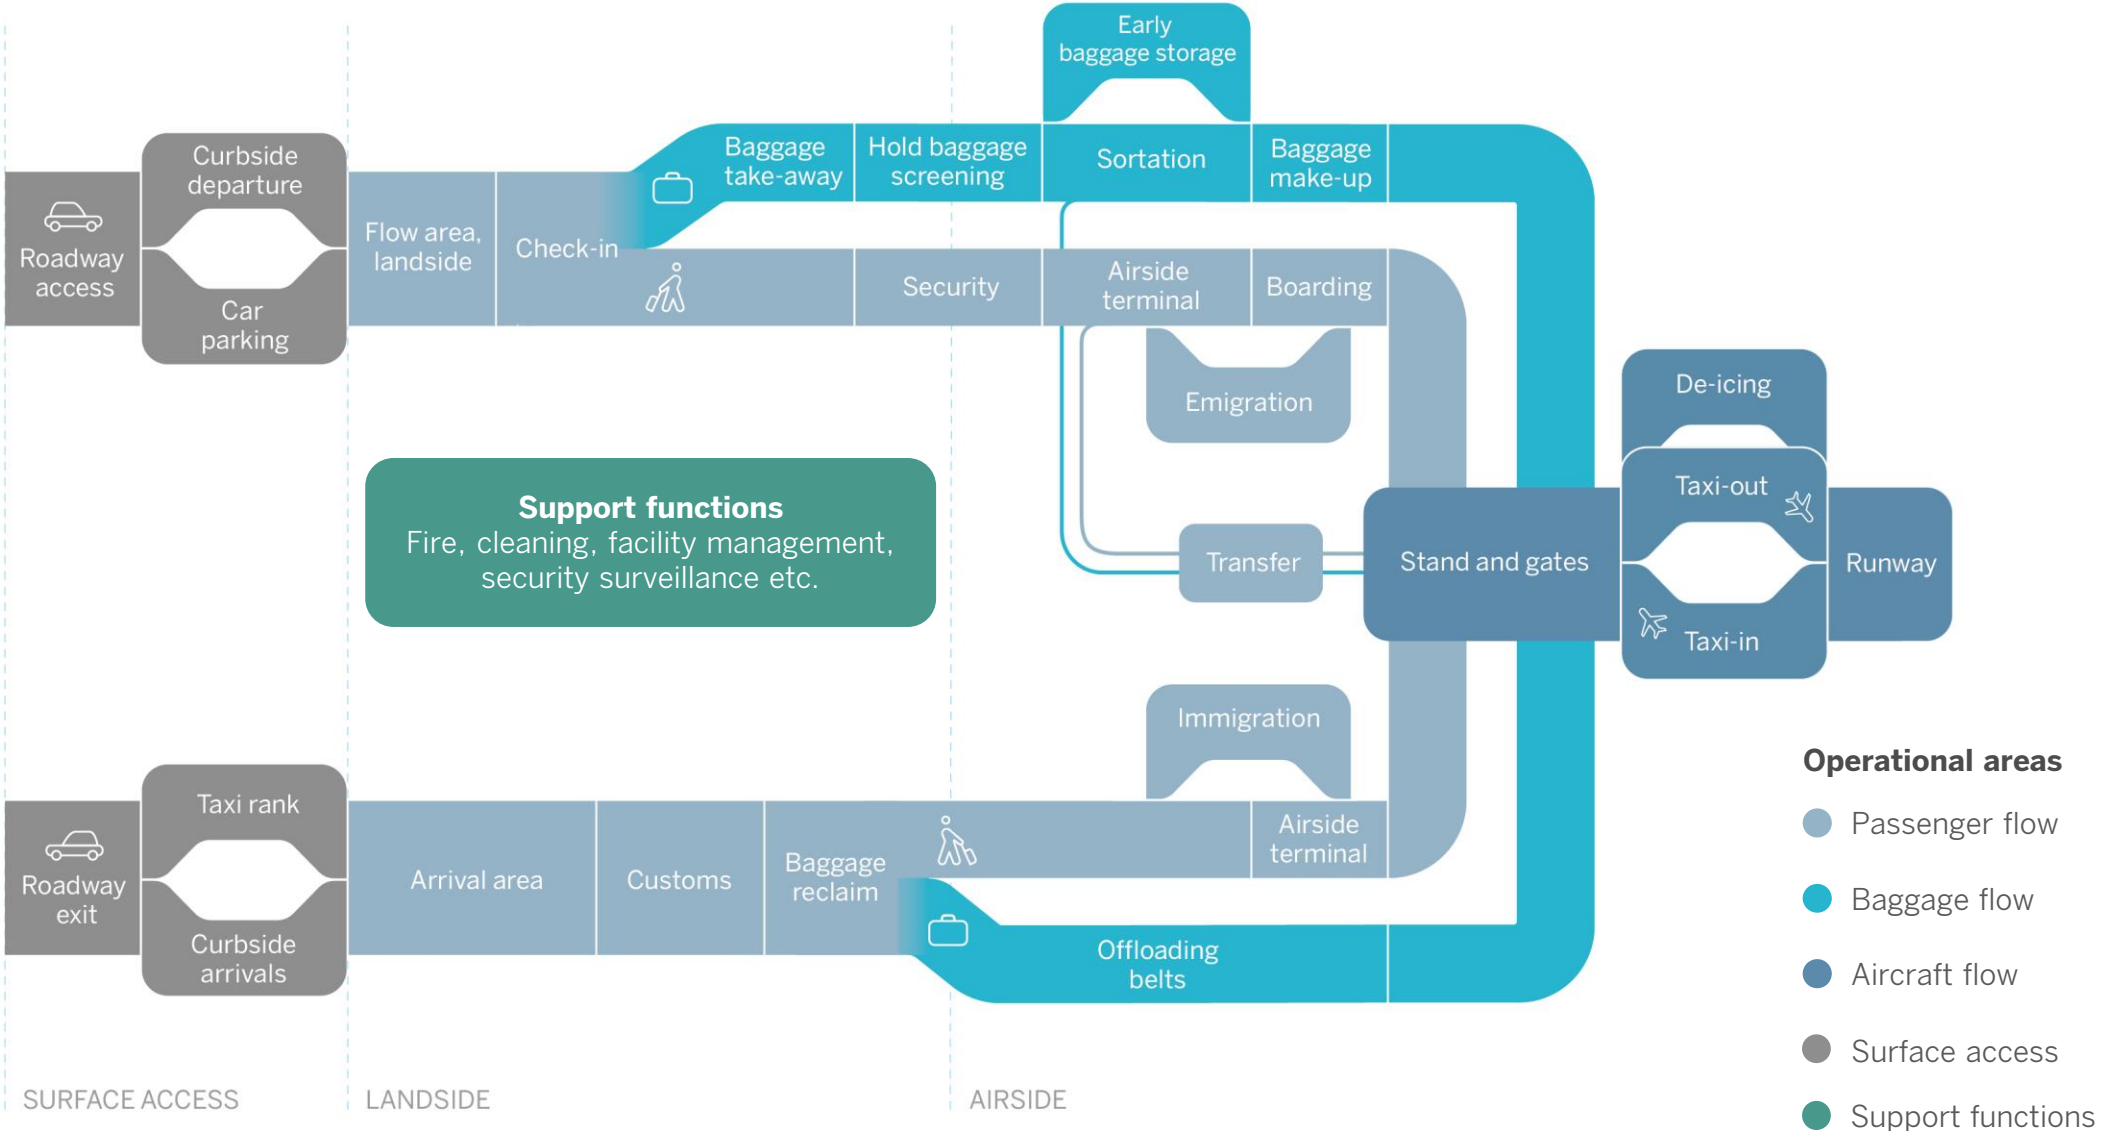 Early
baggage storage
Curbside
departure
Baggage
take-away
Hold baggage
screening
Sortation
Baggage
make-up
Roadway
access
Car
parking
Flow area,
landside
Check-in
Security
Airside
terminal
Boarding
Emigration
De-icing
Taxi-out
Support functions
Fire, cleaning, facility management,
security surveillance etc.
Transfer
Stand and gates
Runway
Taxi-in
Immigration
Taxi rank
Roadway
exit
Curbside
arrivals
Arrival area
Customs
Baggage
reclaim
Airside
terminal
Offloading
belts
Operational areas
Passenger flow
Baggage flow
Aircraft flow
Surface access
Support functions
SURFACE ACCESS
LANDSIDE
AIRSIDE